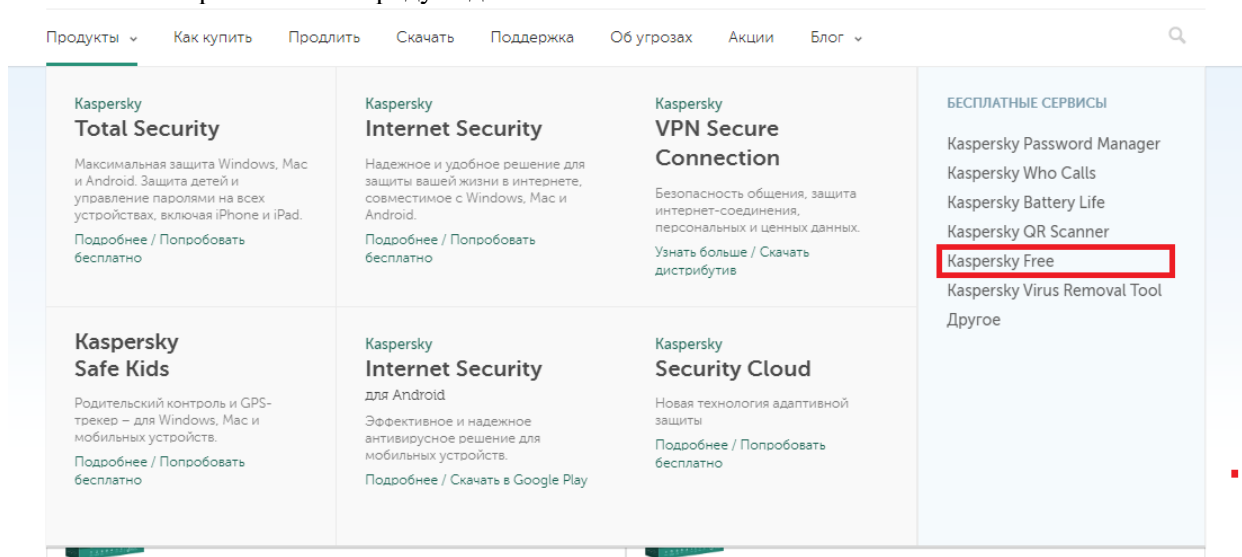 Продукты Как купить Продлить Скачать Поддержка Об угрозах Акции Блог
Kaspersky
Total Security
Максимальная защита Windows, Mac
и Android. Защита детей и
управление паролями на всех
устройствах, включая iPhone и iPad.
Подробнее / Попробовать
бесплатно
Kaspersky
Internet Security
Надежное и удобное решение для
защиты вашей жизни в интернете,
совместимое с Windows, Mac и
Android.
Подробнее / Попробовать
бесплатно
Kaspersky
VPN Secure
Connection
Безопасность общения, защита
интернет-соединения,
персональных и ценных данных.
Узнать больше / Скачать
дистрибутив
Kaspersky
Safe Kids
Родительский контроль и GPS-
трекер – для Windows, Mac и
мобильных устройств.
Подробнее / Попробовать
бесплатно
Kaspersky
Internet Security
для Android
Эффективное и надежное
антивирусное решение для
мобильных устройств.
Подробнее / Скачать в Google Play
Kaspersky
Security Cloud
Новая технология адаптивной
защиты
Подробнее / Попробовать
бесплатно
БЕСПЛАТНЫЕ СЕРВИСЫ
Kaspersky Password Manager
Kaspersky Who Calls
Kaspersky Battery Life
Kaspersky QR Scanner
Kaspersky Free
Kaspersky Virus Removal Tool
Другое